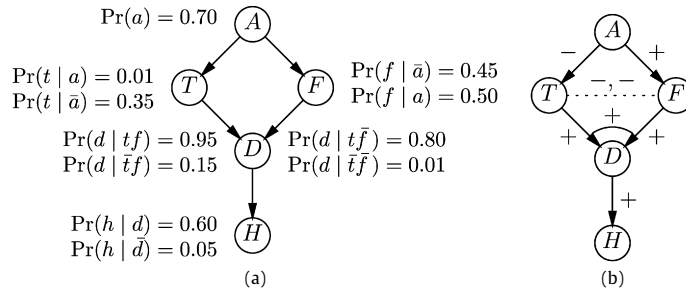 Pr(a) = 0.70
A
Pr(t | a) = 0.01
Pr(t | ā) = 0.35
T
F
Pr(f | ā) = 0.45
Pr(f | a) = 0.50
Pr(d | tf) = 0.95
Pr(d | t̄f) = 0.15
D
Pr(d | tf̄) = 0.80
Pr(d | t̄f̄) = 0.01
Pr(h | d) = 0.60
Pr(h | d̄) = 0.05
H
(a)
A
− +
T −, − F
+ + +
D
+
H
(b)